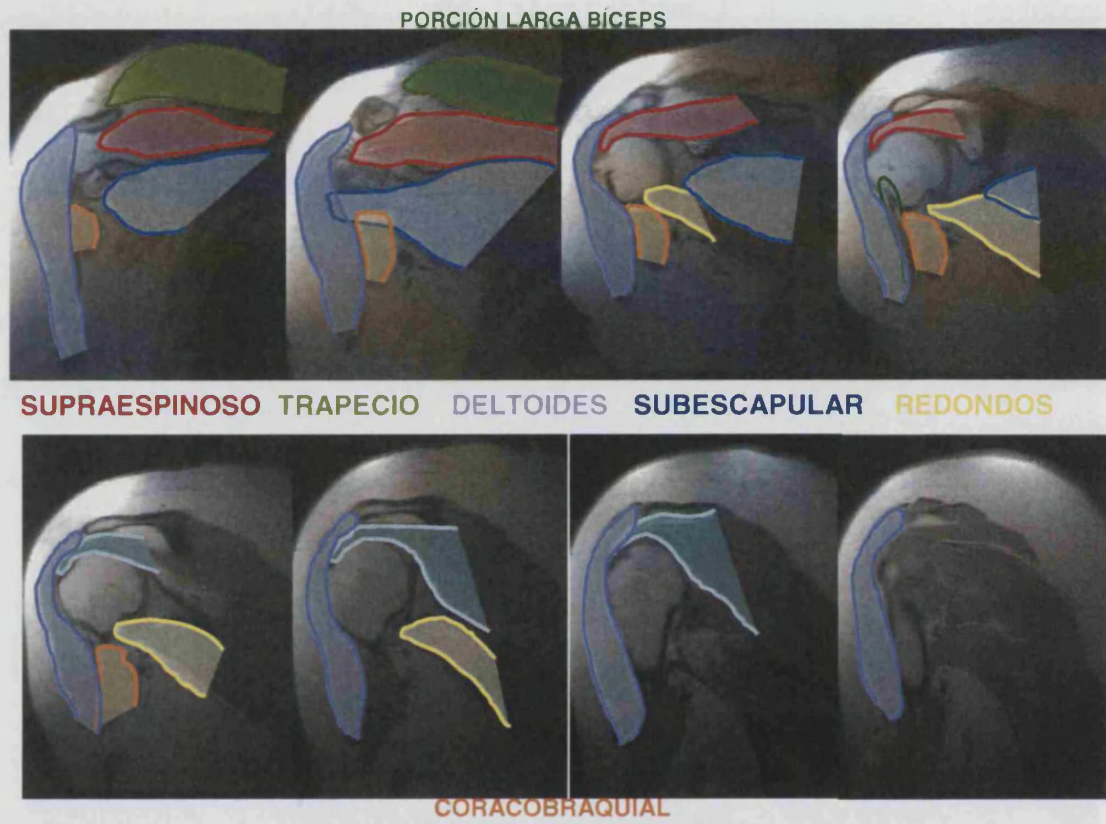 PORCIÓN LARGA BÍCEPS
SUPRAESPINOSO TRAPECIO DELTOIDES SUBESCAPULAR REDONDOS
CORACOBRAQUIAL